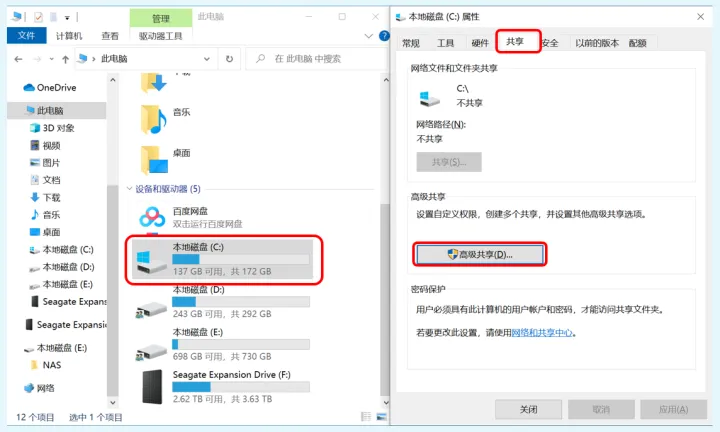 管理
此电脑
文件
计算机
查看
驱动器工具
此电脑
在 此电脑 中搜索
OneDrive
此电脑
3D 对象
视频
图片
文档
下载
音乐
桌面
本地磁盘 (C:)
本地磁盘 (D:)
本地磁盘 (E:)
Seagate Expan
Seagate Expansi
本地磁盘 (E:)
NAS
网络
下载
音乐
桌面
设备和驱动器 (5)
百度网盘
双击运行百度网盘
本地磁盘 (C:)
137 GB 可用，共 172 GB
本地磁盘 (D:)
243 GB 可用，共 292 GB
本地磁盘 (E:)
698 GB 可用，共 730 GB
Seagate Expansion Drive (F:)
2.62 TB 可用，共 3.63 TB
12 个项目
选中 1 个项目
本地磁盘 (C:) 属性
常规
工具
硬件
共享
安全
以前的版本
配额
网络文件和文件夹共享
C:\
不共享
网络路径(N):
不共享
共享(S)...
高级共享
设置自定义权限，创建多个共享，并设置其他高级共享选项。
高级共享(D)...
密码保护
用户必须具有此计算机的用户帐户和密码，才能访问共享文件夹。
若要更改此设置，请使用网络和共享中心。
关闭
取消
应用(A)